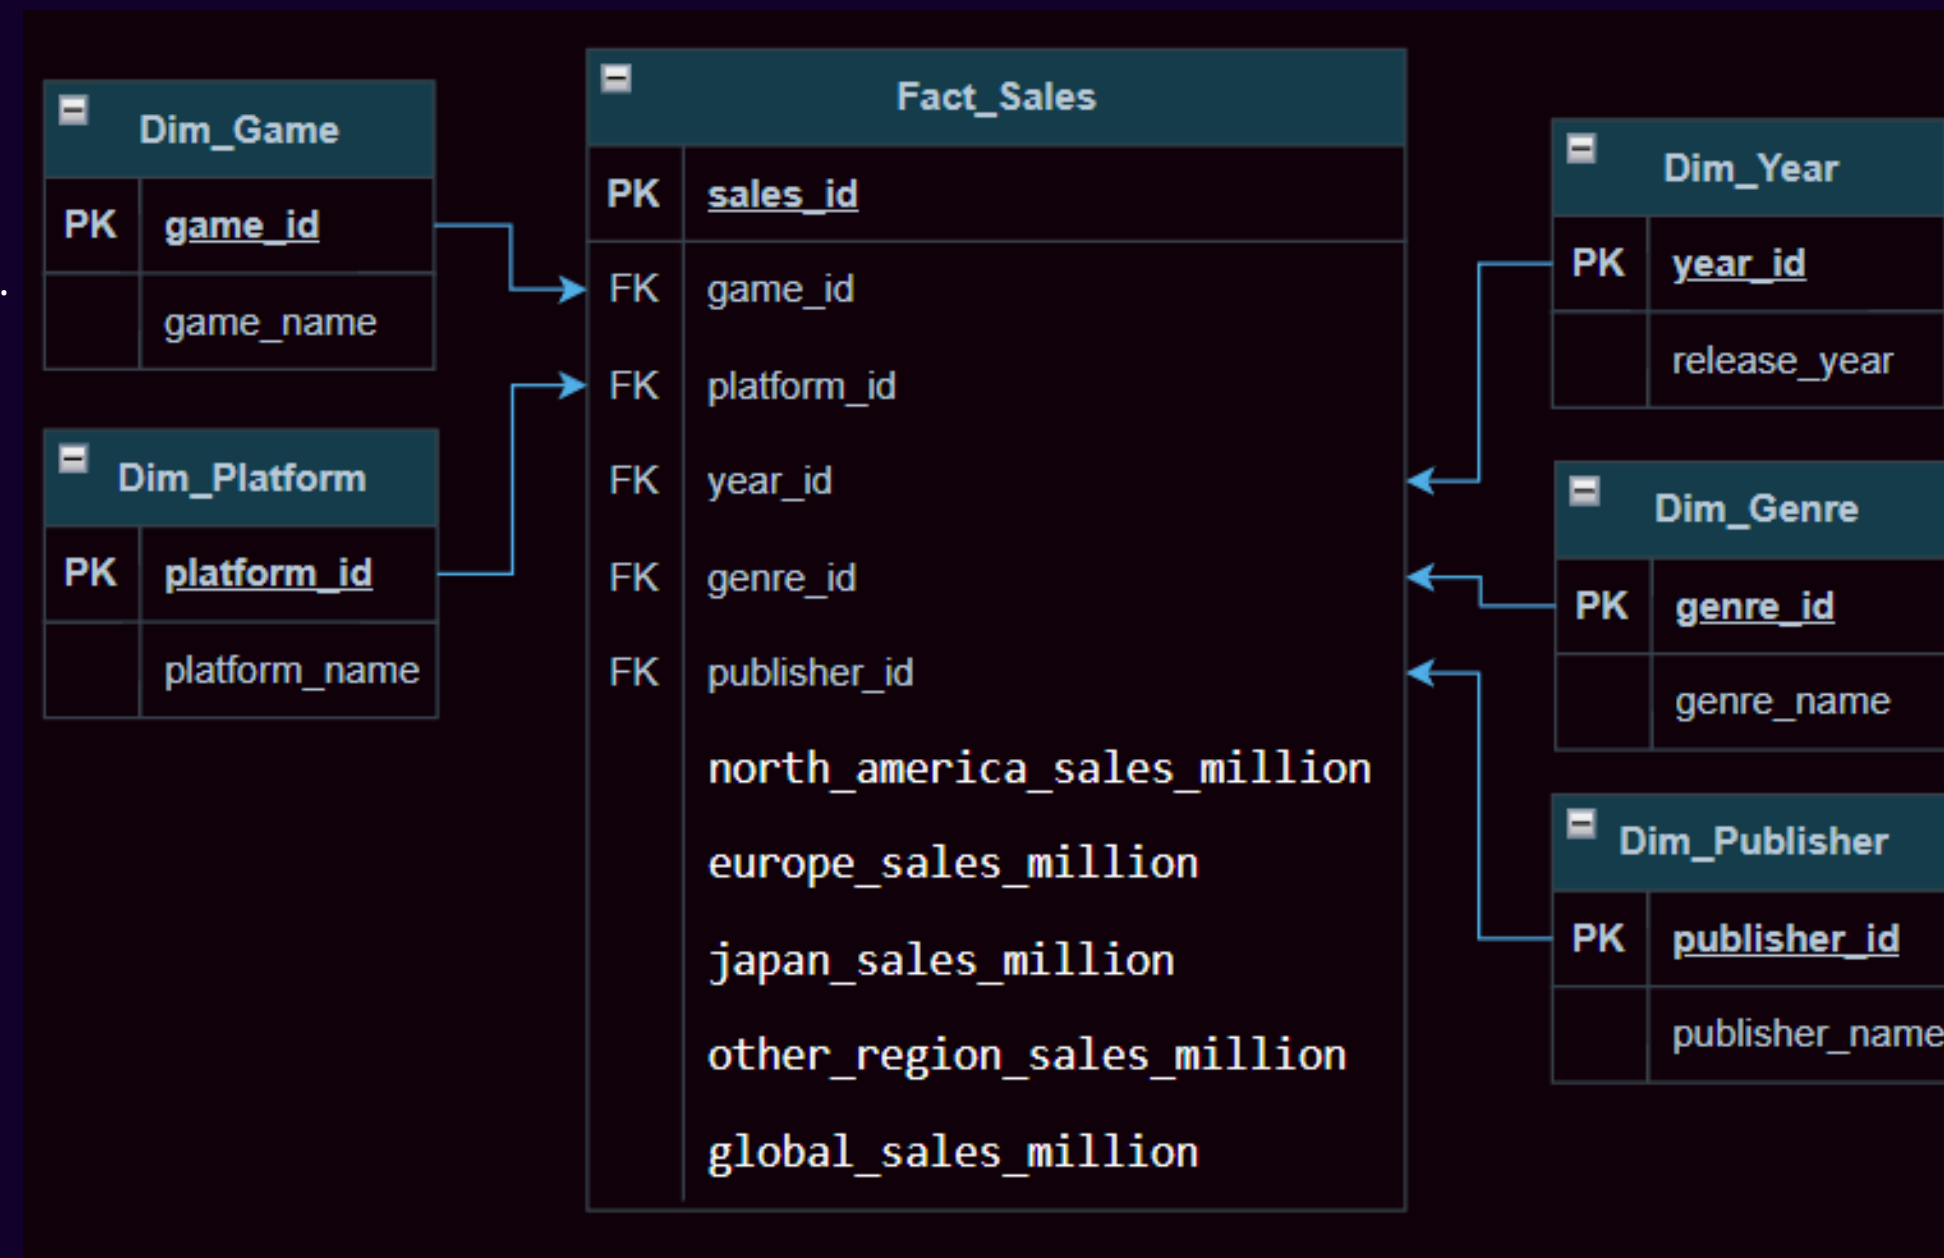 Dim_Game
PK game_id
game_name
Dim_Platform
PK platform_id
platform_name
Fact_Sales
PK sales_id
FK game_id
FK platform_id
FK year_id
FK genre_id
FK publisher_id
north_america_sales_million
europe_sales_million
japan_sales_million
other_region_sales_million
global_sales_million
Dim_Year
PK year_id
release_year
Dim_Genre
PK genre_id
genre_name
Dim_Publisher
PK publisher_id
publisher_name